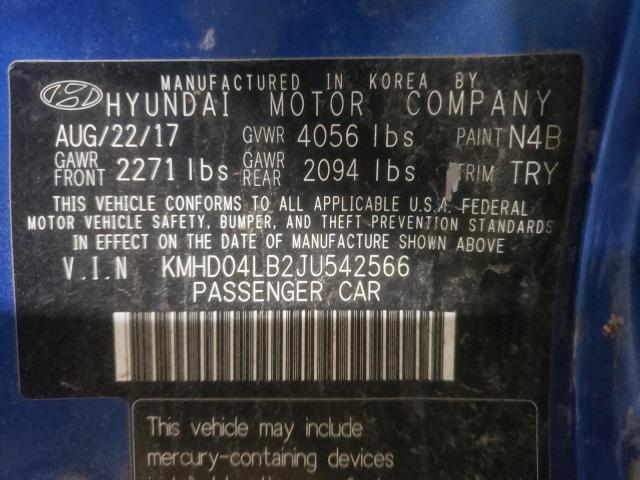 MANUFACTURED IN KOREA BY
HYUNDAI MOTOR COMPANY
AUG/22/17 GVWR 4056 lbs PAINT N4B
GAWR FRONT 2271 lbs GAWR REAR 2094 lbs TRIM TRY
THIS VEHICLE CONFORMS TO ALL APPLICABLE U.S.A. FEDERAL
MOTOR VEHICLE SAFETY, BUMPER, AND THEFT PREVENTION STANDARDS
IN EFFECT ON THE DATE OF MANUFACTURE SHOWN ABOVE
V.I.N KMHD04LB2JU542566
PASSENGER CAR
This vehicle may include
mercury-containing devices